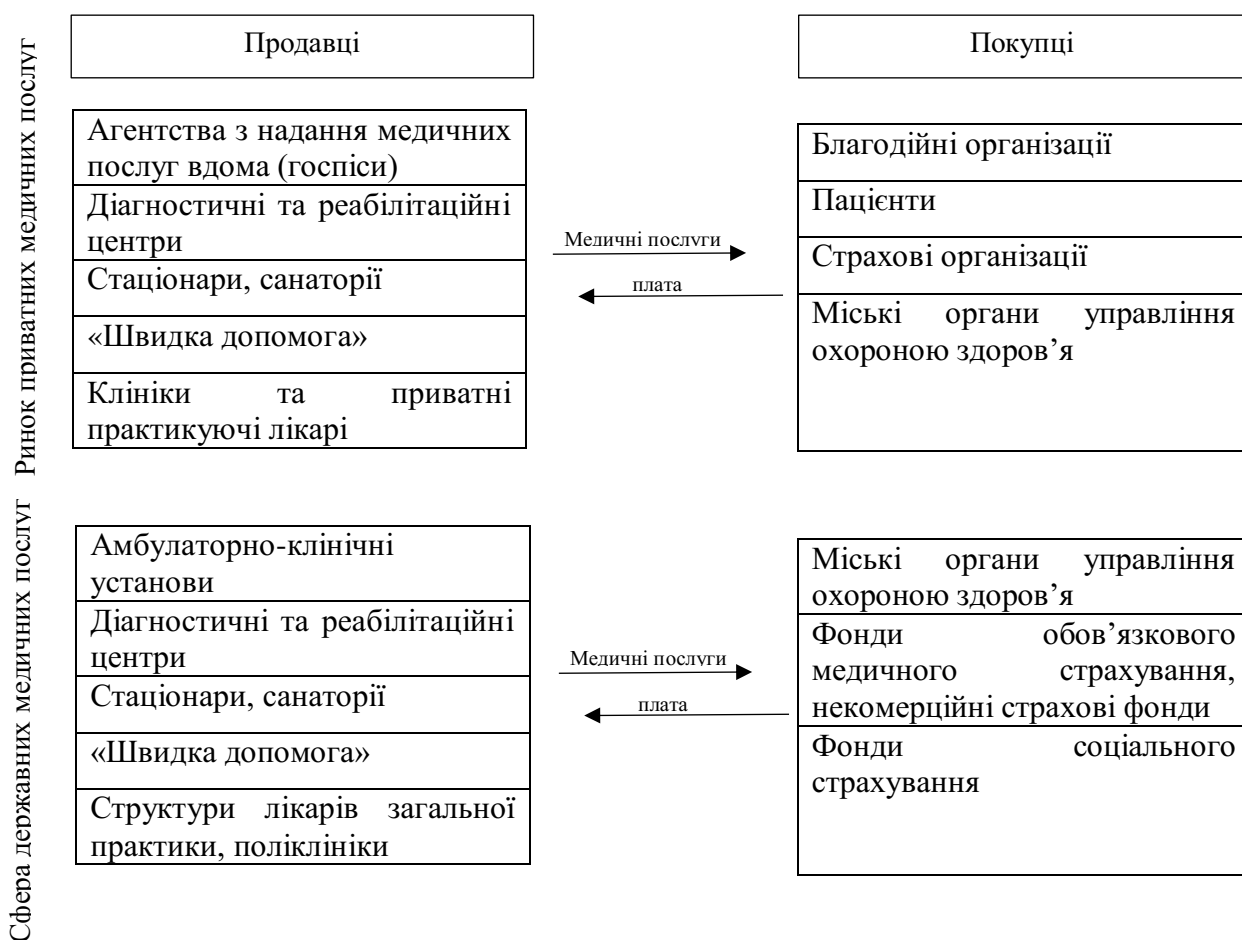 Продавці
Покупці
Ринок приватних медичних послуг
Агентства з надання медичних
послуг вдома (госпіси)
Діагностичні та реабілітаційні
центри
Стаціонари, санаторії
«Швидка допомога»
Клініки та приватні
практикуючі лікарі
Медичні послуги
плата
Благодійні організації
Пацієнти
Страхові організації
Міські органи управління
охороною здоров’я
Сфера державних медичних послуг
Амбулаторно-клінічні
установи
Діагностичні та реабілітаційні
центри
Стаціонари, санаторії
«Швидка допомога»
Структури лікарів загальної
практики, поліклініки
Медичні послуги
плата
Міські органи управління
охороною здоров’я
Фонди обов’язкового
медичного страхування,
некомерційні страхові фонди
Фонди соціального
страхування